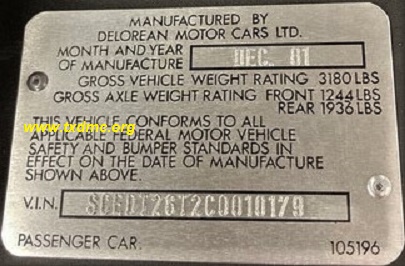 MANUFACTURED BY
DELOREAN MOTOR CARS LTD.
MONTH AND YEAR
OF MANUFACTURE DEC. 81
GROSS VEHICLE WEIGHT RATING 3180 LBS
GROSS AXLE WEIGHT RATING FRONT 1244 LBS
REAR 1936 LBS
www.txdmc.org
THIS VEHICLE CONFORMS TO ALL
APPLICABLE FEDERAL MOTOR VEHICLE
SAFETY AND BUMPER STANDARDS IN
EFFECT ON THE DATE OF MANUFACTURE
SHOWN ABOVE.
V.I.N.
PASSENGER CAR. 105196